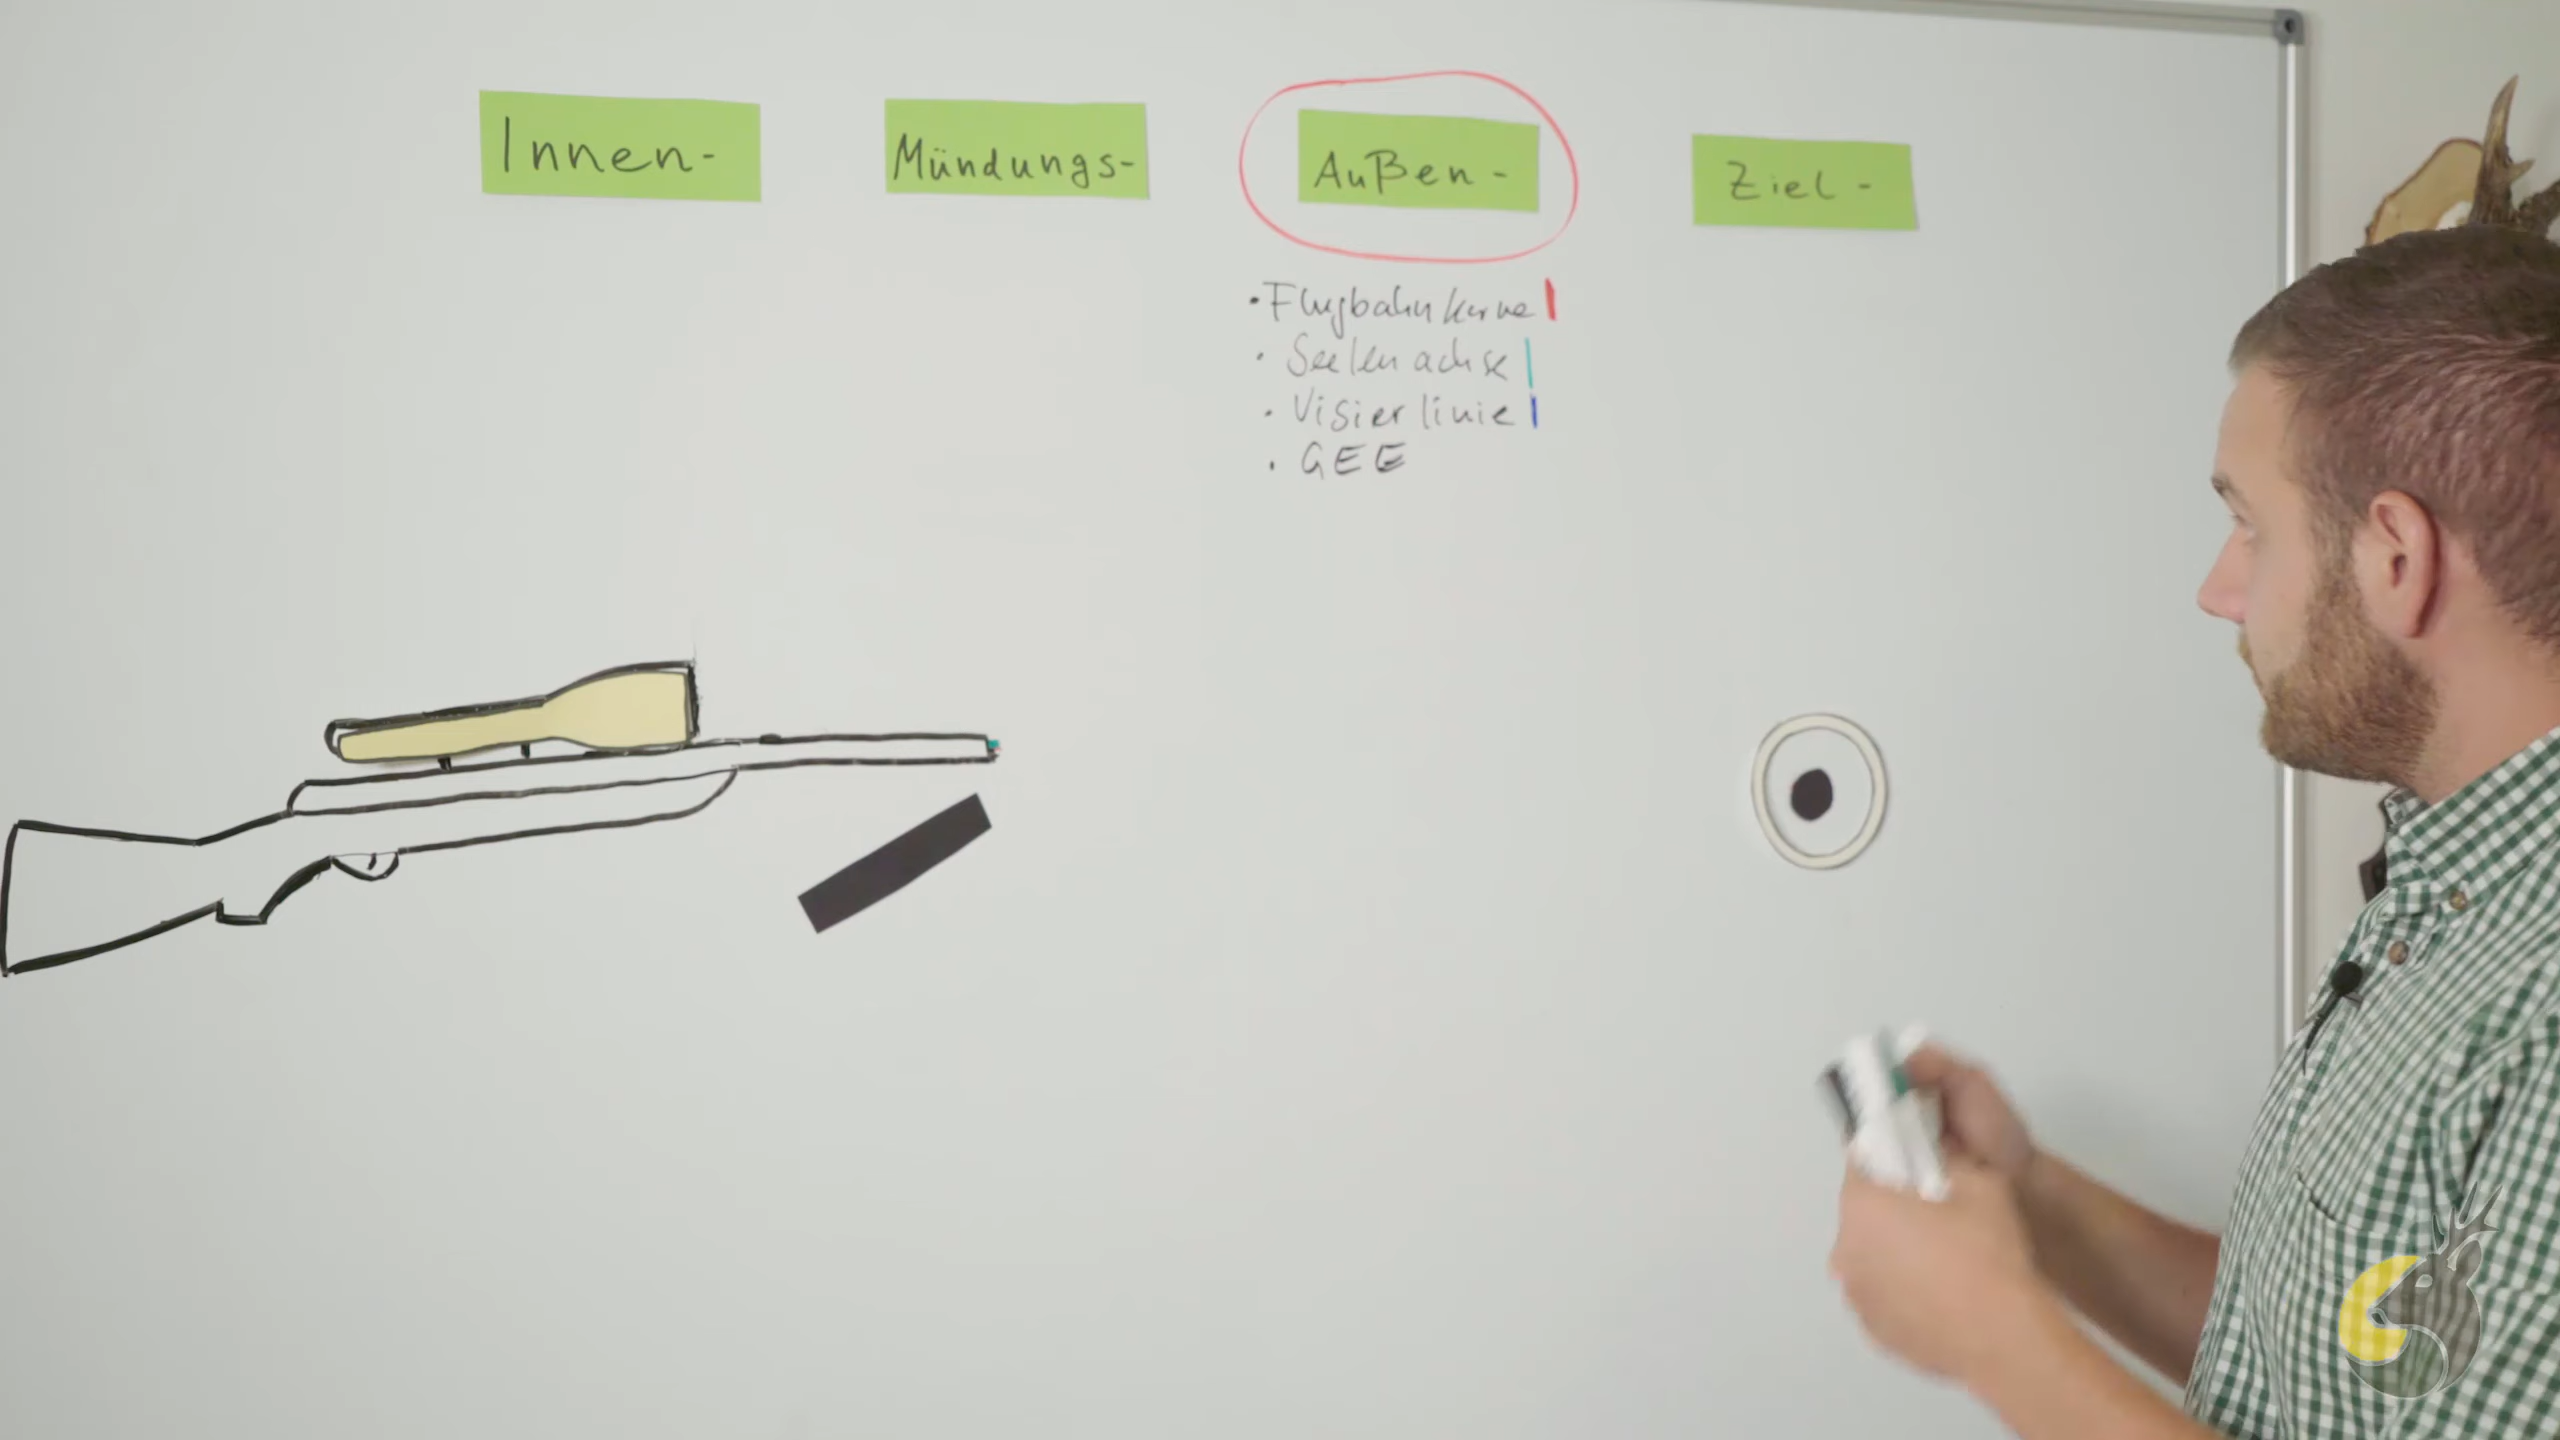 Innen-
Mündungs-
Außen-
Ziel-
• Flugbahnkurve
• Seelenachse
• Visierlinie
• GEE